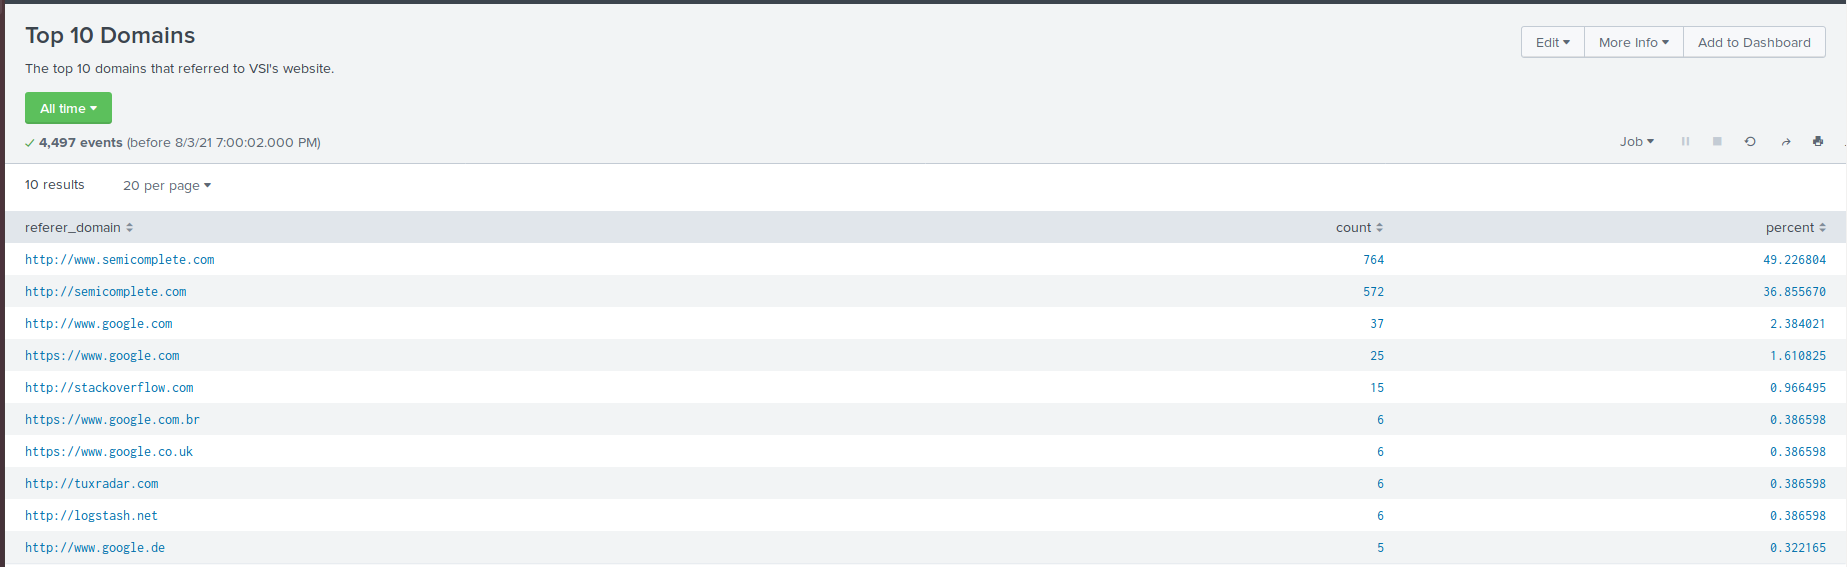 Top 10 Domains
Edit More Info Add to Dashboard
The top 10 domains that referred to VSI's website.
All time
4,497 events (before 8/3/21 7:00:02.000 PM)
Job
10 results 20 per page
referer_domain count percent
http://www.semicomplete.com 764 49.226804
http://semicomplete.com 572 36.855670
http://www.google.com 37 2.384021
https://www.google.com 25 1.610825
http://stackoverflow.com 15 0.966495
https://www.google.com.br 6 0.386598
https://www.google.co.uk 6 0.386598
http://tuxradar.com 6 0.386598
http://logstash.net 6 0.386598
http://www.google.de 5 0.322165